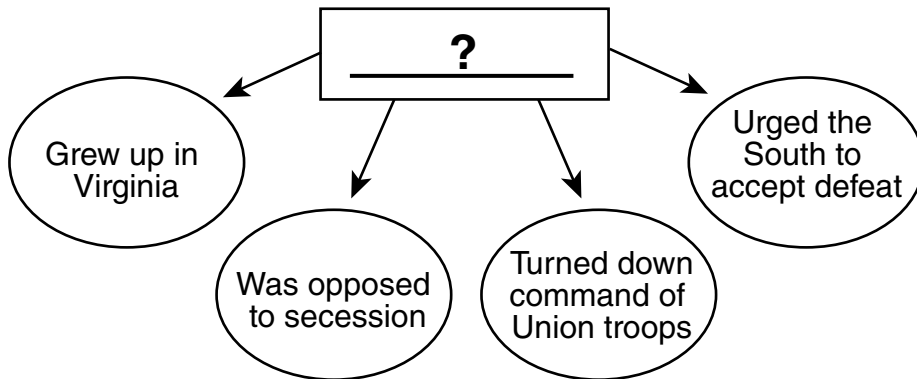 ?
Grew up in
Virginia
Was opposed
to secession
Turned down
command of
Union troops
Urged the
South to
accept defeat